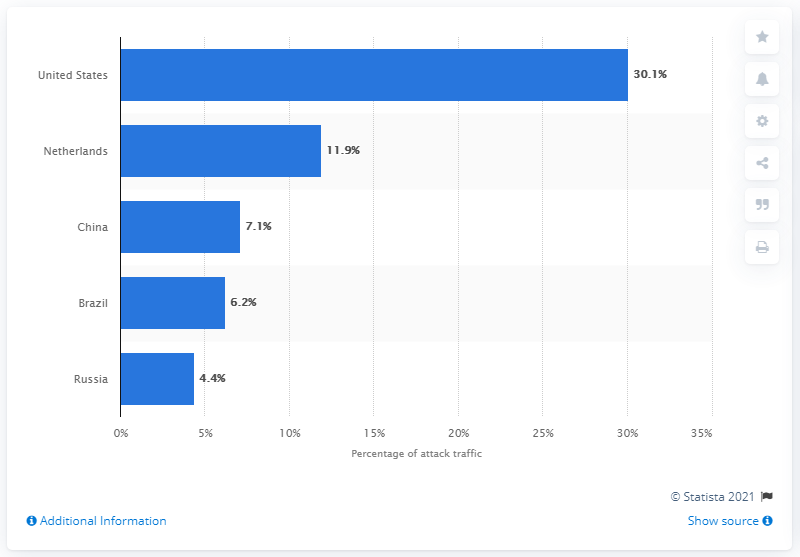 United States 30.1%
Netherlands 11.9%
China 7.1%
Brazil 6.2%
Russia 4.4%
0% 5% 10% 15% 20% 25% 30% 35%
Percentage of attack traffic
© Statista 2021
Additional Information Show source